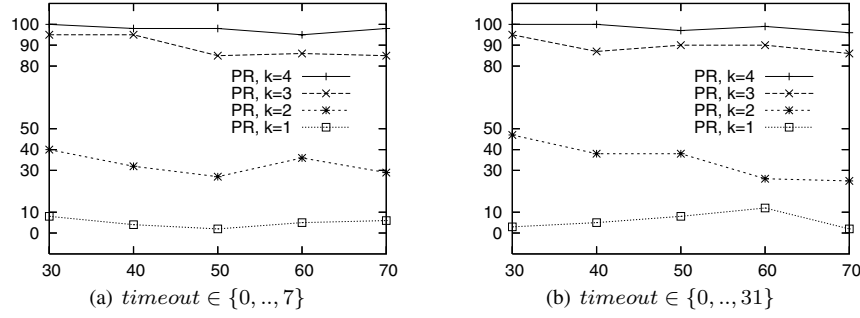 100
90
80
50
40
30
10
0
PR, k=4
PR, k=3
PR, k=2
PR, k=1
30 40 50 60 70
(a) timeout ∈ {0, .., 7}
100
90
80
50
40
30
10
0
PR, k=4
PR, k=3
PR, k=2
PR, k=1
30 40 50 60 70
(b) timeout ∈ {0, .., 31}